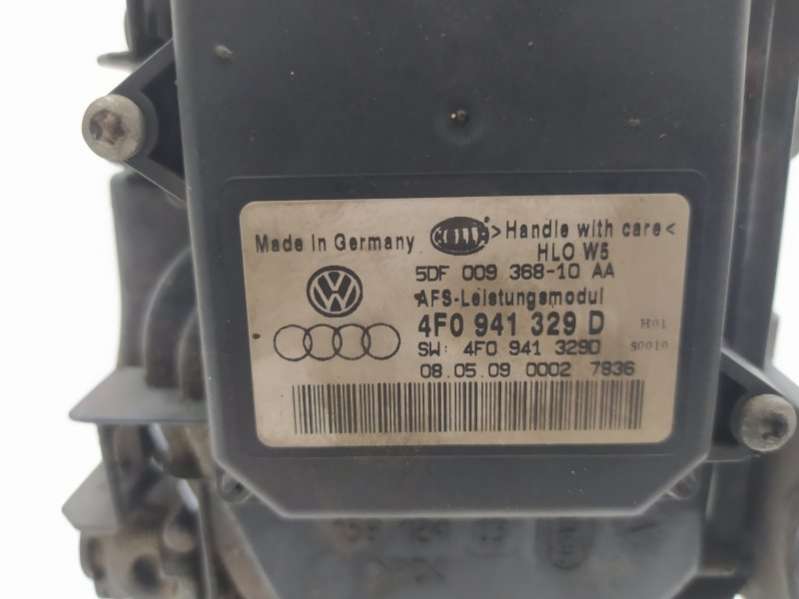 Made in Germany >Handle with care<
HLO W5
5DF 009 368-10 AA
AFS-Leistungsmodul
4F0 941 329 D H01
SW: 4F0 941 329D S0010
08.05.09 0002 7836